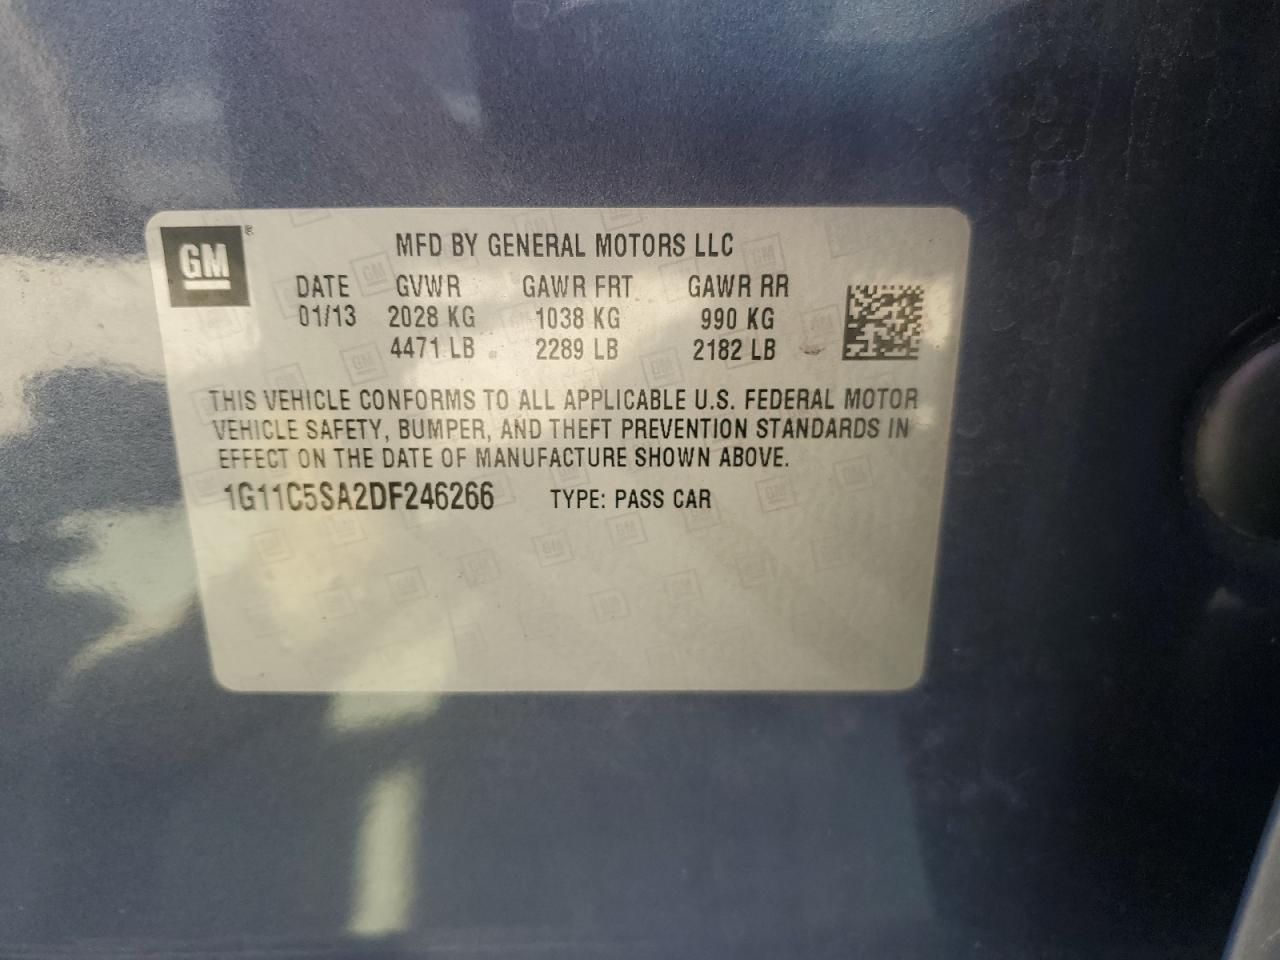 GM ®
MFD BY GENERAL MOTORS LLC
DATE GVWR GAWR FRT GAWR RR
01/13 2028 KG 1038 KG 990 KG
4471 LB 2289 LB 2182 LB
THIS VEHICLE CONFORMS TO ALL APPLICABLE U.S. FEDERAL MOTOR
VEHICLE SAFETY, BUMPER, AND THEFT PREVENTION STANDARDS IN
EFFECT ON THE DATE OF MANUFACTURE SHOWN ABOVE.
1G11C5SA2DF246266 TYPE: PASS CAR